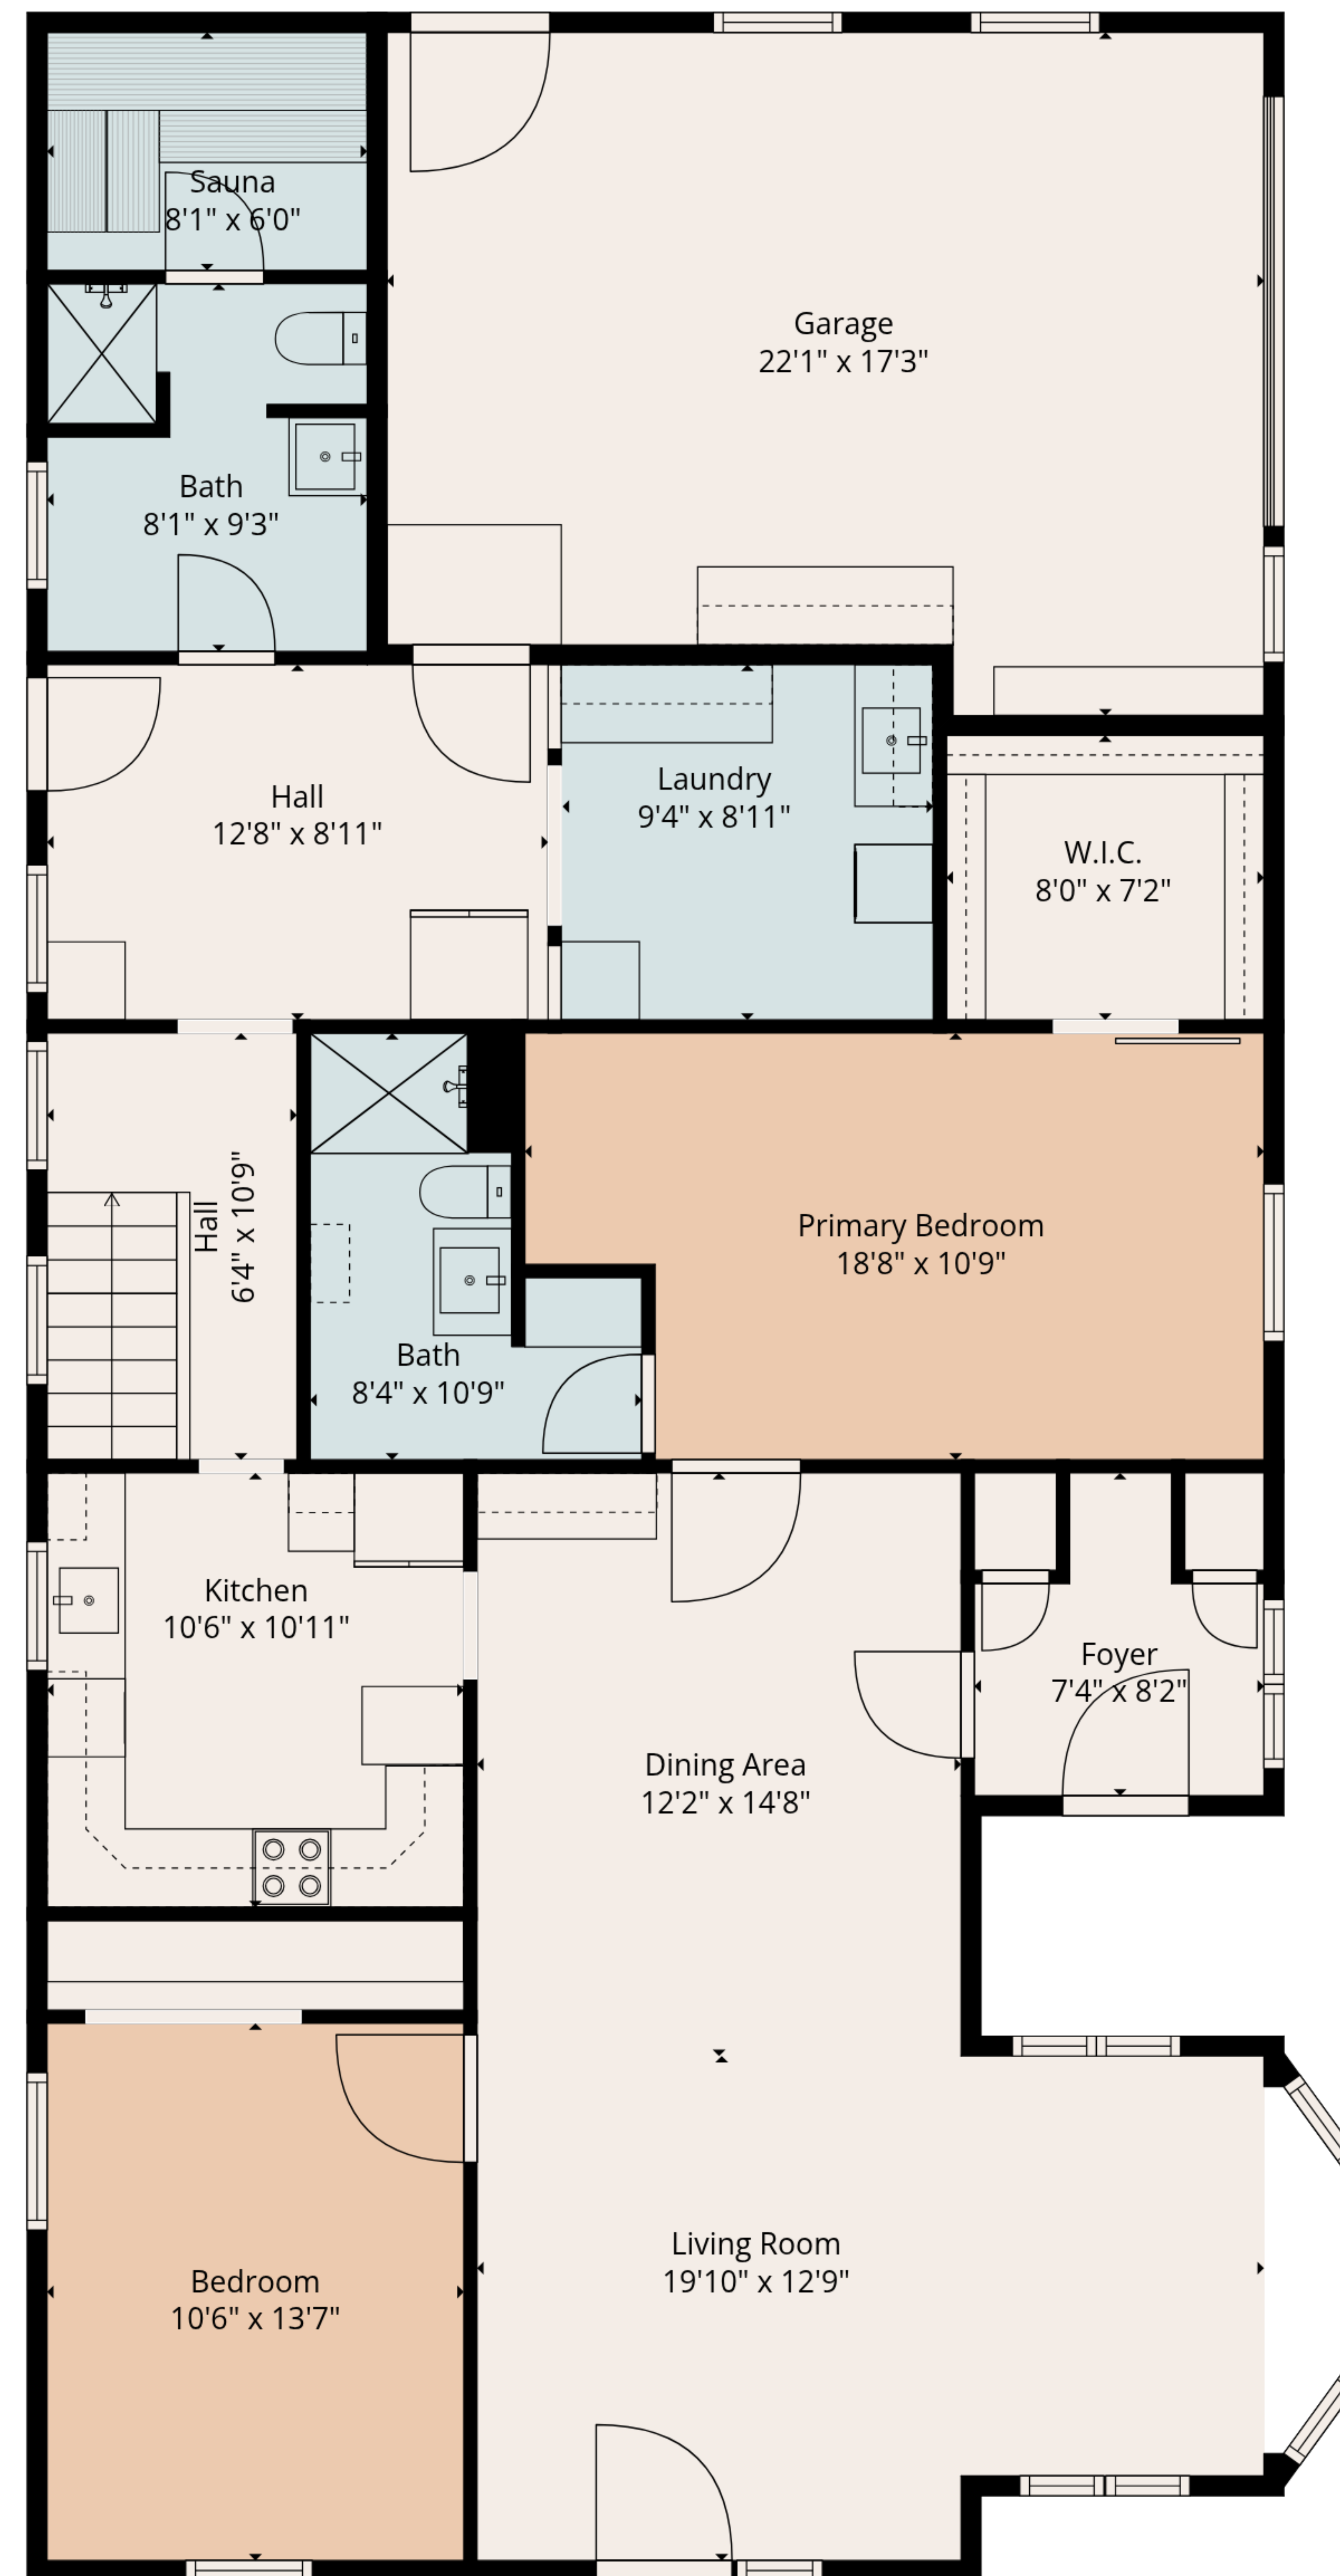 Sauna
8'1" x 6'0"
Garage
22'1" x 17'3"
Bath
8'1" x 9'3"
Hall
12'8" x 8'11"
Laundry
9'4" x 8'11"
W.I.C.
8'0" x 7'2"
Hall
6'4" x 10'9"
Primary Bedroom
18'8" x 10'9"
Bath
8'4" x 10'9"
Kitchen
10'6" x 10'11"
Foyer
7'4" x 8'2"
Dining Area
12'2" x 14'8"
Living Room
19'10" x 12'9"
Bedroom
10'6" x 13'7"